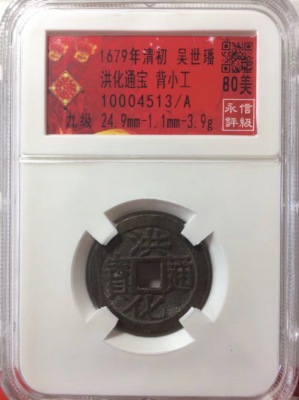 1679年清初 吴世璠
洪化通宝 背小工
10004513/A
九级 24.9mm-1.1mm-3.9g
80美
永信
評級
洪化通寶